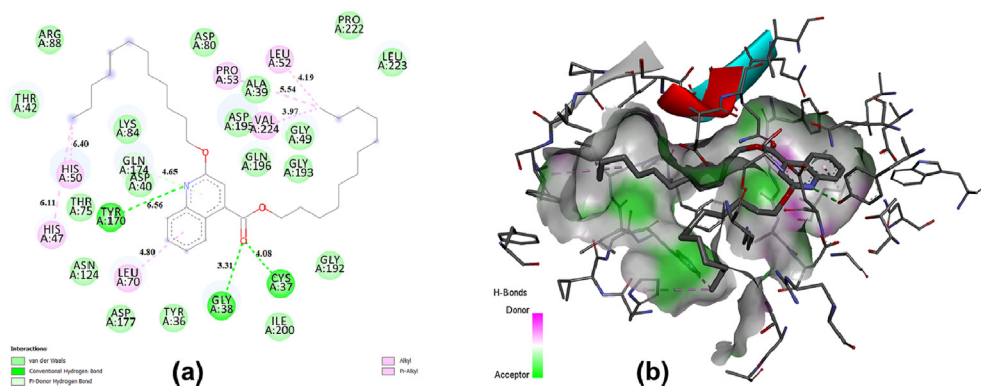 PRO
A:222
ARG
A:88
ASP
A:80
LEU
A:52
LEU
A:223
PRO
A:53
4.19
ALA
A:39
5.54
THR
A:42
3.97
ASP
A:195
VAL
A:224
GLY
A:49
LYS
A:84
6.40
GLN
A:174
ASP
A:40
GLN
A:196
GLY
A:193
HIS
A:50
4.65
O
N
THR
A:75
TYR
A:170
6.56
6.11
O
HIS
A:47
4.80
O
3.31
4.08
GLY
A:192
ASN
A:124
LEU
A:70
CYS
A:37
GLY
A:38
ASP
A:177
TYR
A:36
ILE
A:200
Interactions
van der Waals
Conventional Hydrogen Bond
Pi-Donor Hydrogen Bond
Alkyl
Pi-Alkyl
(a)
H-Bonds
Donor
Acceptor
(b)